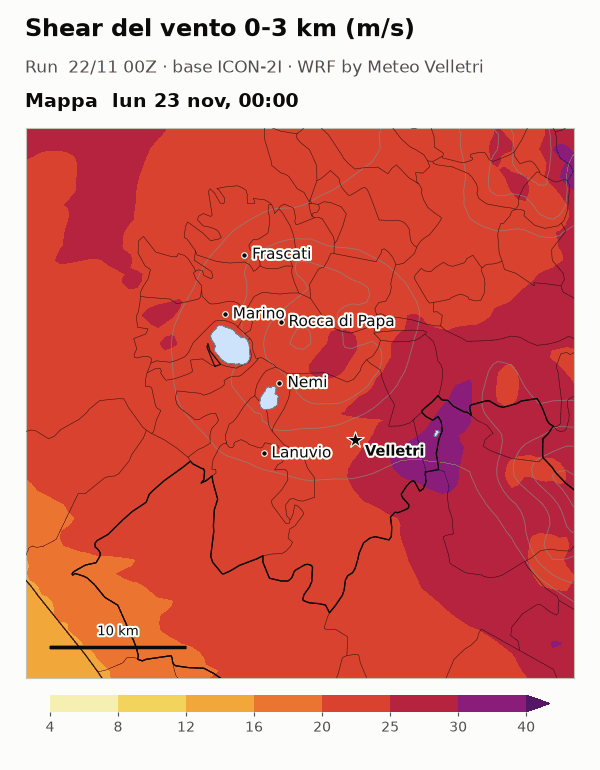 Shear del vento 0-3 km (m/s)
Run  22/11 00Z · base ICON-2I · WRF by Meteo Velletri
Mappa  lun 23 nov, 00:00
Frascati
Marino
Rocca di Papa
Nemi
Velletri
Lanuvio
10 km
4 8 12 16 20 25 30 40